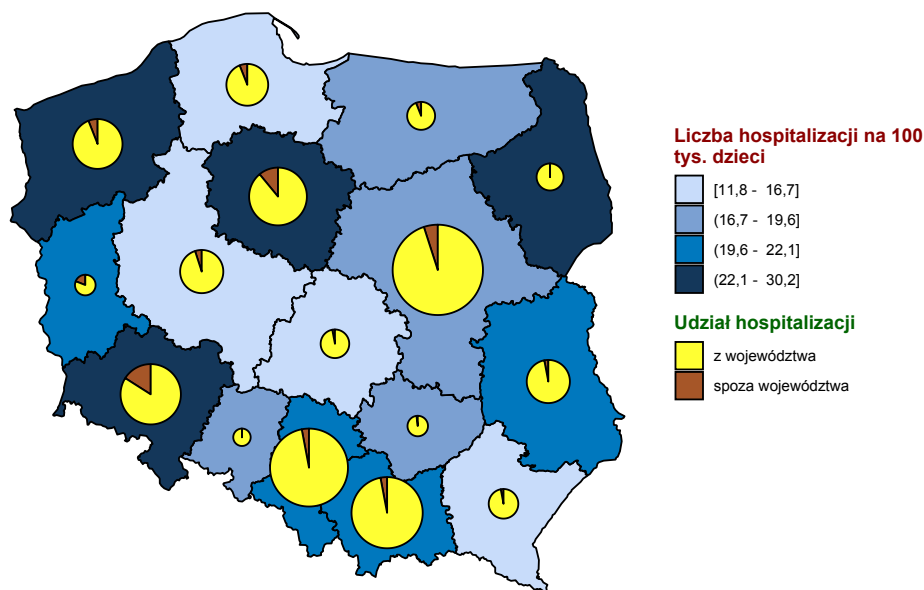 Liczba hospitalizacji na 100
tys. dzieci
[11,8 - 16,7]
(16,7 - 19,6]
(19,6 - 22,1]
(22,1 - 30,2]
Udział hospitalizacji
z województwa
spoza województwa